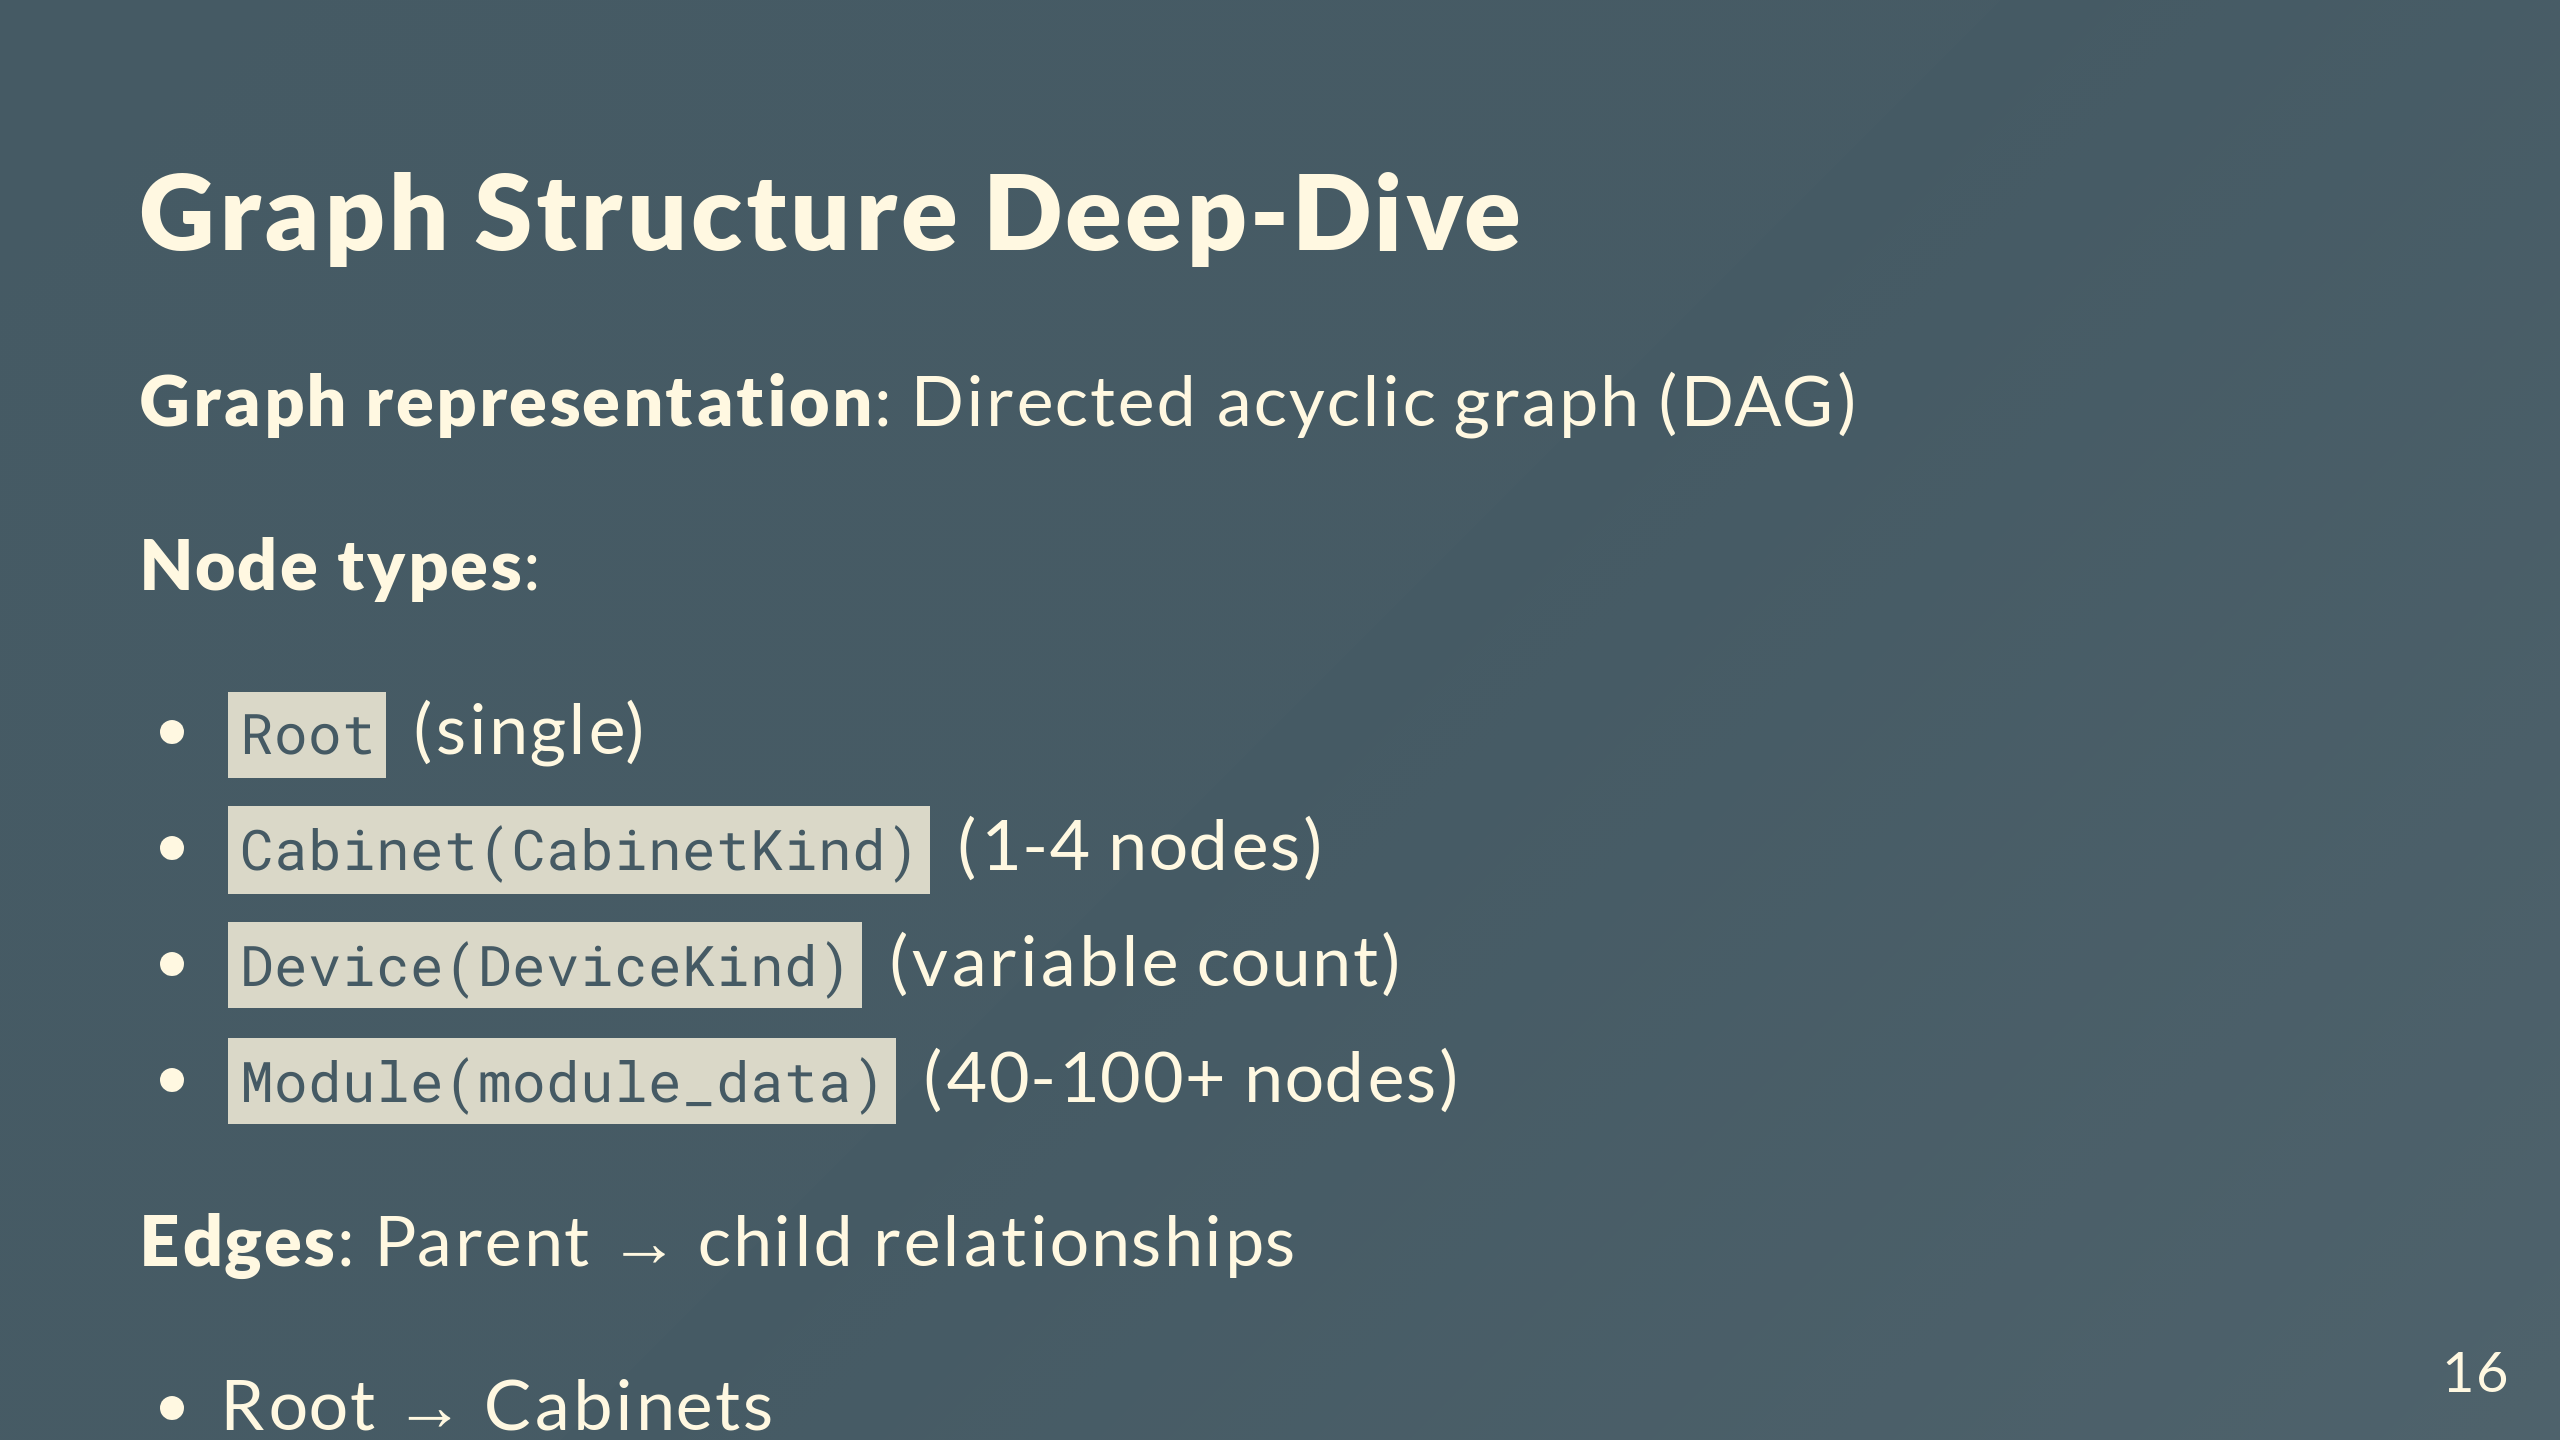 Graph Structure Deep-Dive
Graph representation: Directed acyclic graph (DAG)
Node types:
• Root (single)
• Cabinet(CabinetKind) (1-4 nodes)
• Device(DeviceKind) (variable count)
• Module(module_data) (40-100+ nodes)
Edges: Parent → child relationships
• Root → Cabinets
16